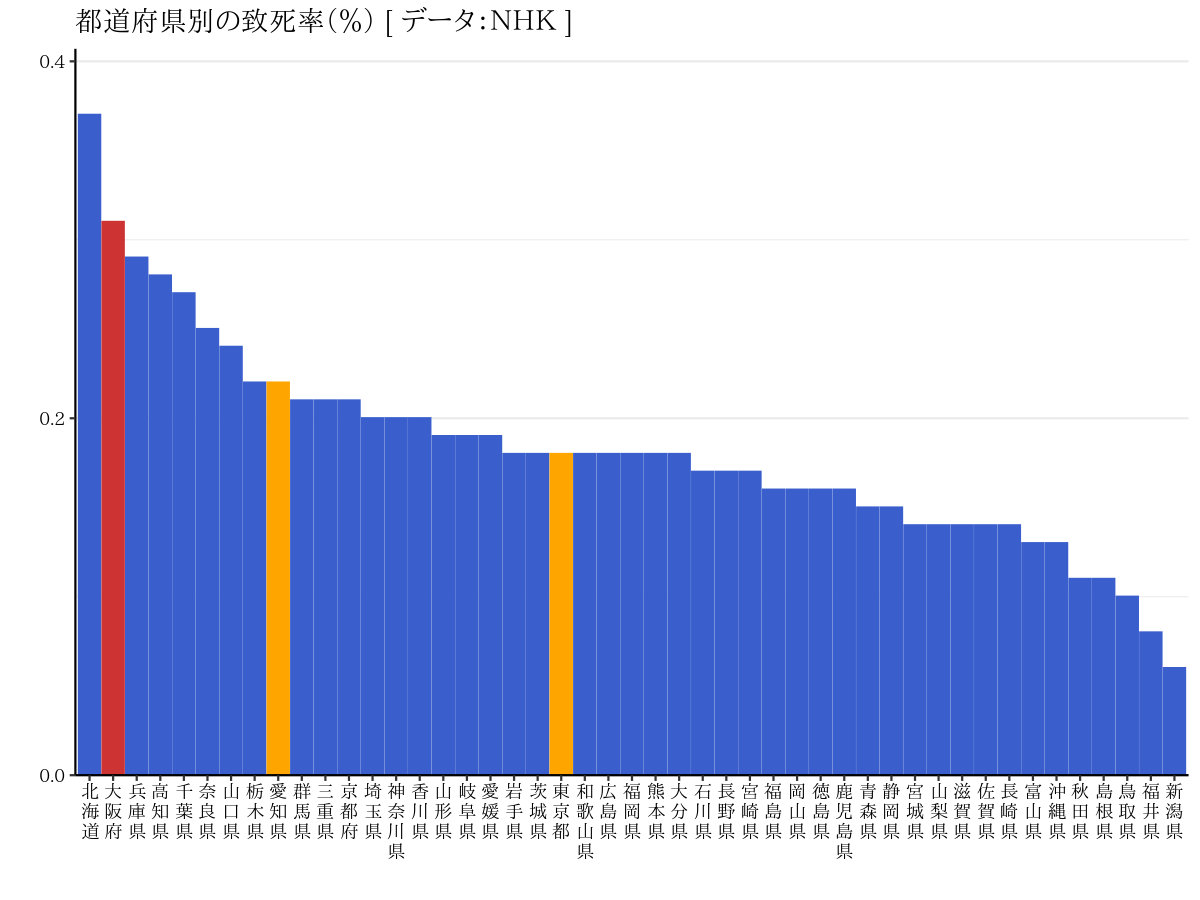 都道府県別の致死率(%) [ データ:NHK ]
0.4
0.2
0.0
北海道
大阪府
兵庫県
高知県
千葉県
奈良県
山口県
栃木県
愛知県
群馬県
三重県
京都府
埼玉県
神奈川県
香川県
山形県
岐阜県
愛媛県
岩手県
茨城県
東京都
和歌山県
広島県
福岡県
熊本県
大分県
石川県
長野県
宮崎県
福島県
岡山県
徳島県
鹿児島県
青森県
静岡県
宮城県
山梨県
滋賀県
佐賀県
長崎県
富山県
沖縄県
秋田県
島根県
鳥取県
福井県
新潟県